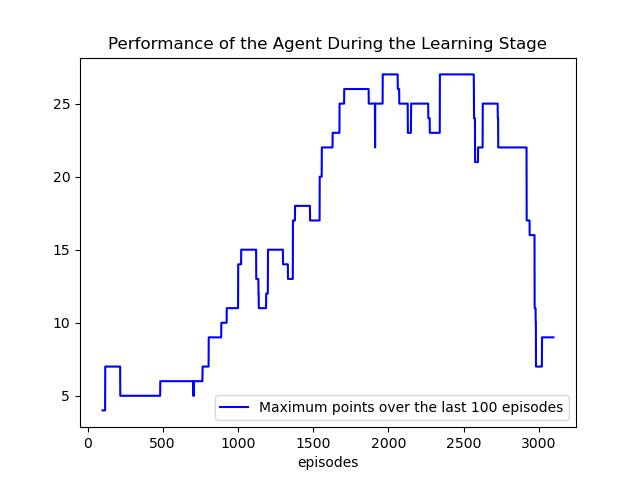 Performance of the Agent During the Learning Stage
25
20
15
10
5
Maximum points over the last 100 episodes
0 500 1000 1500 2000 2500 3000
episodes